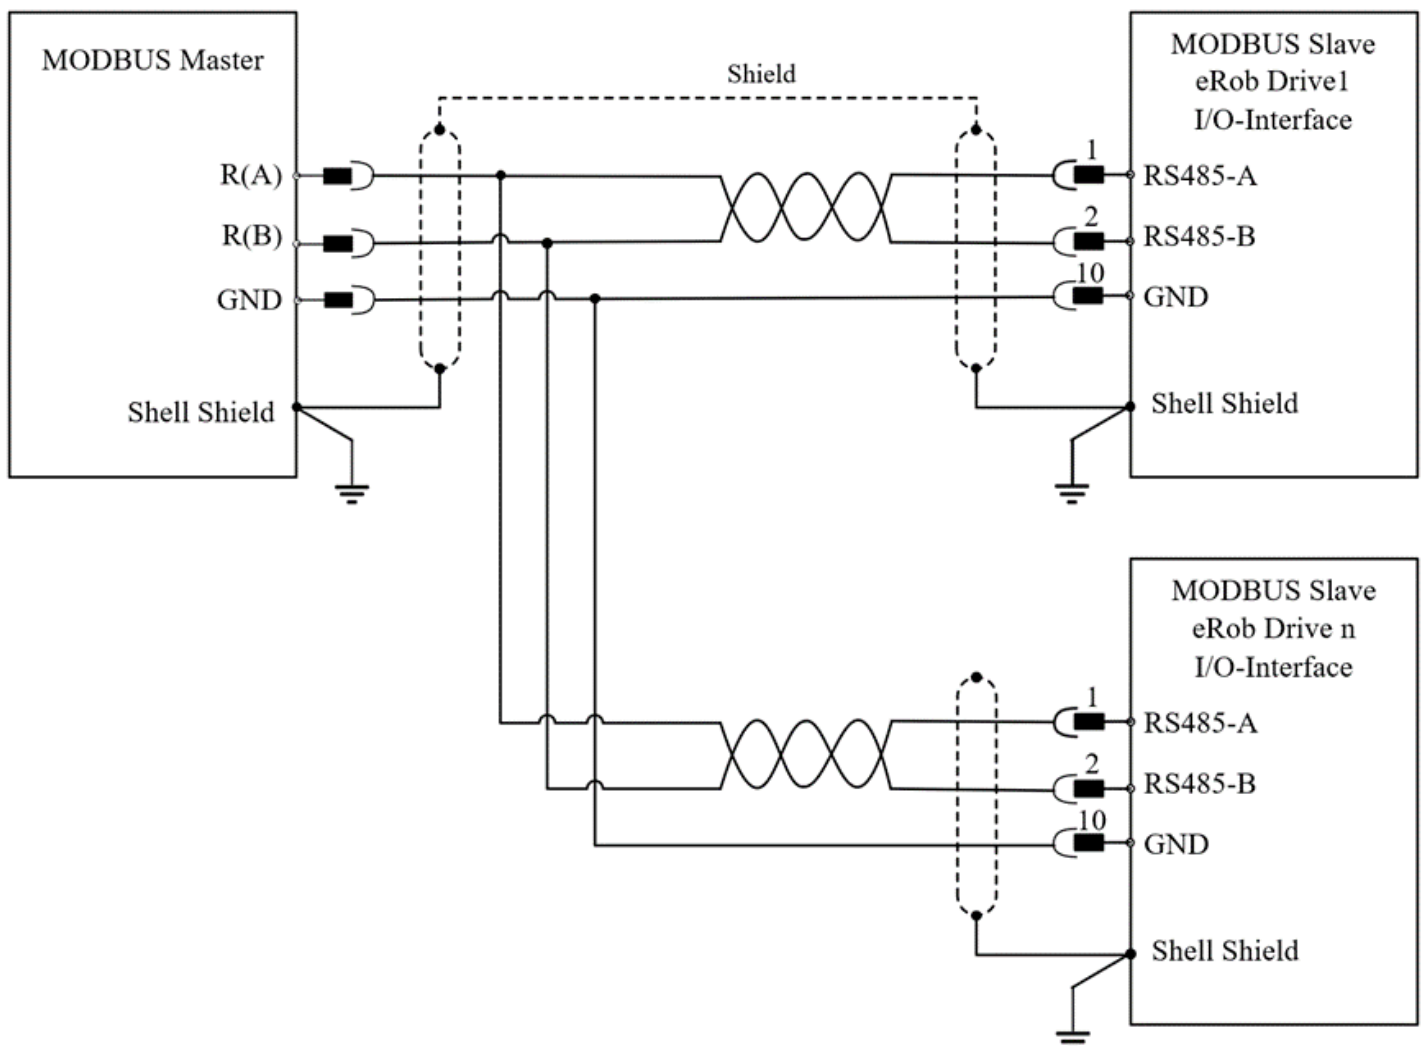 MODBUS Master
R(A)
R(B)
GND
Shell Shield
Shield
MODBUS Slave
eRob Drive1
I/O-Interface
1
RS485-A
2
RS485-B
10
GND
Shell Shield
MODBUS Slave
eRob Drive n
I/O-Interface
1
RS485-A
2
RS485-B
10
GND
Shell Shield